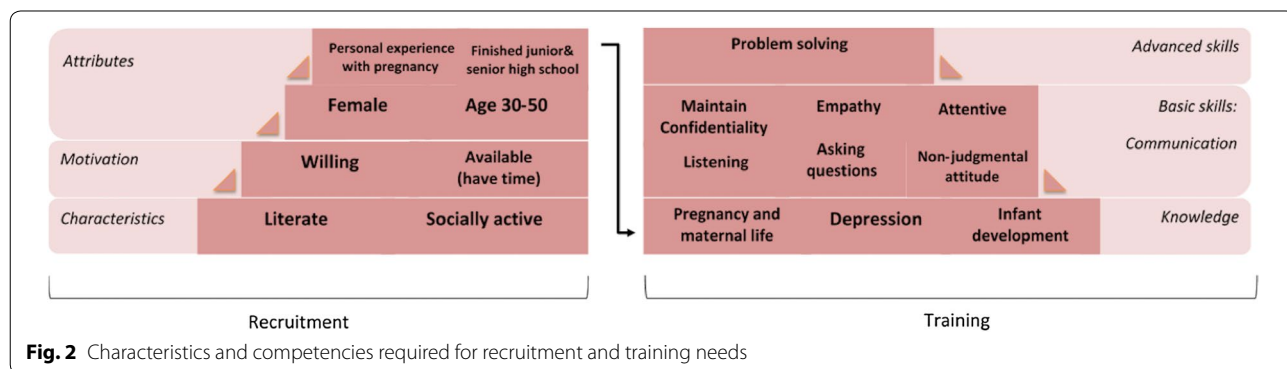 Attributes
Personal experience
with pregnancy
Finished junior&
senior high school
Female
Age 30-50
Motivation
Willing
Available
(have time)
Characteristics
Literate
Socially active
Recruitment
Problem solving
Advanced skills
Maintain
Confidentiality
Empathy
Attentive
Basic skills:
Communication
Listening
Asking
questions
Non-judgmental
attitude
Pregnancy and
maternal life
Depression
Infant
development
Knowledge
Training
Fig. 2 Characteristics and competencies required for recruitment and training needs